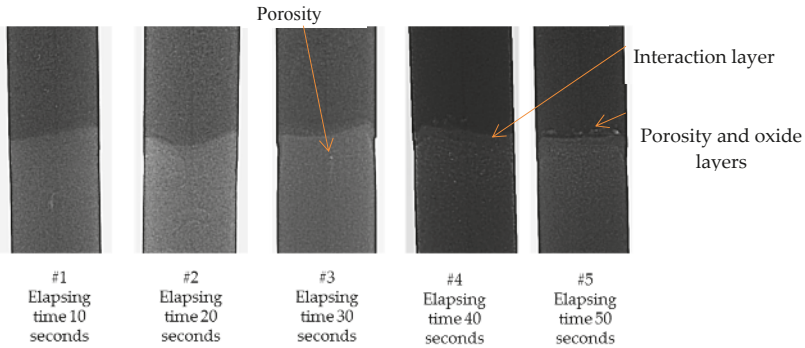 Porosity
Interaction layer
Porosity and oxide
layers
#1
Elapsing
time 10
seconds
#2
Elapsing
time 20
seconds
#3
Elapsing
time 30
seconds
#4
Elapsing
time 40
seconds
#5
Elapsing
time 50
seconds